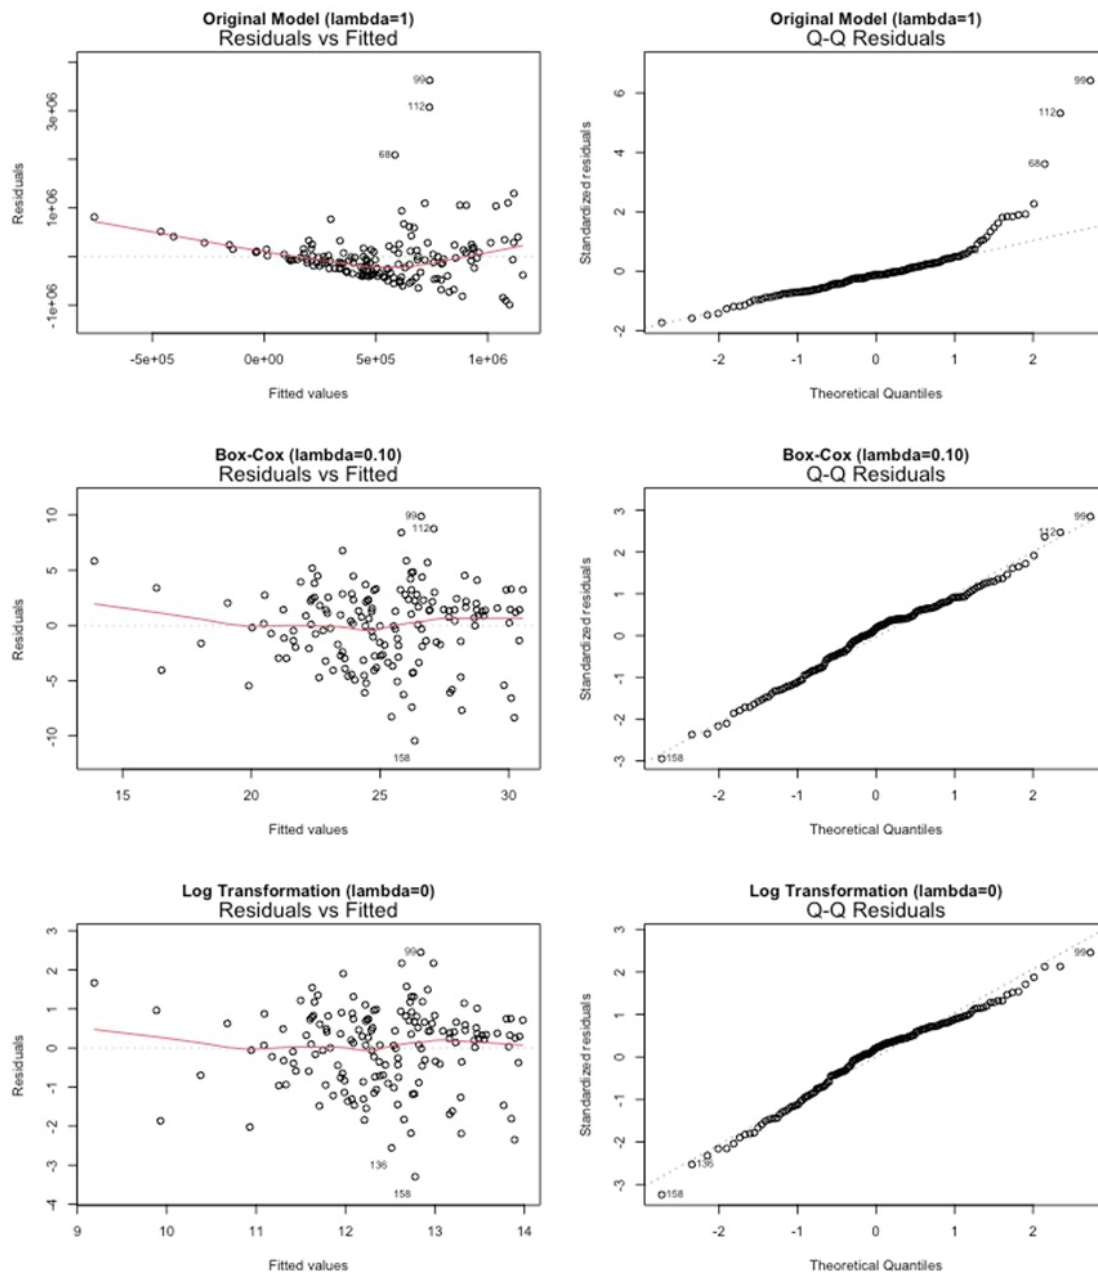 Original Model (lambda=1)
Residuals vs Fitted
Residuals
3e+06
1e+06
-1e+06
99
112
68
-5e+05 0e+00 5e+05 1e+06
Fitted values
Original Model (lambda=1)
Q-Q Residuals
Standardized residuals
6
4
2
0
-2
99
112
68
-2 -1 0 1 2
Theoretical Quantiles
Box-Cox (lambda=0.10)
Residuals vs Fitted
Residuals
10
5
0
-5
-10
99
112
158
15 20 25 30
Fitted values
Box-Cox (lambda=0.10)
Q-Q Residuals
Standardized residuals
3
2
1
0
-1
-2
-3
99
112
158
-2 -1 0 1 2
Theoretical Quantiles
Log Transformation (lambda=0)
Residuals vs Fitted
Residuals
3
2
1
0
-1
-2
-3
-4
99
136
158
9 10 11 12 13 14
Fitted values
Log Transformation (lambda=0)
Q-Q Residuals
Standardized residuals
3
2
1
0
-1
-2
-3
99
136
158
-2 -1 0 1 2
Theoretical Quantiles